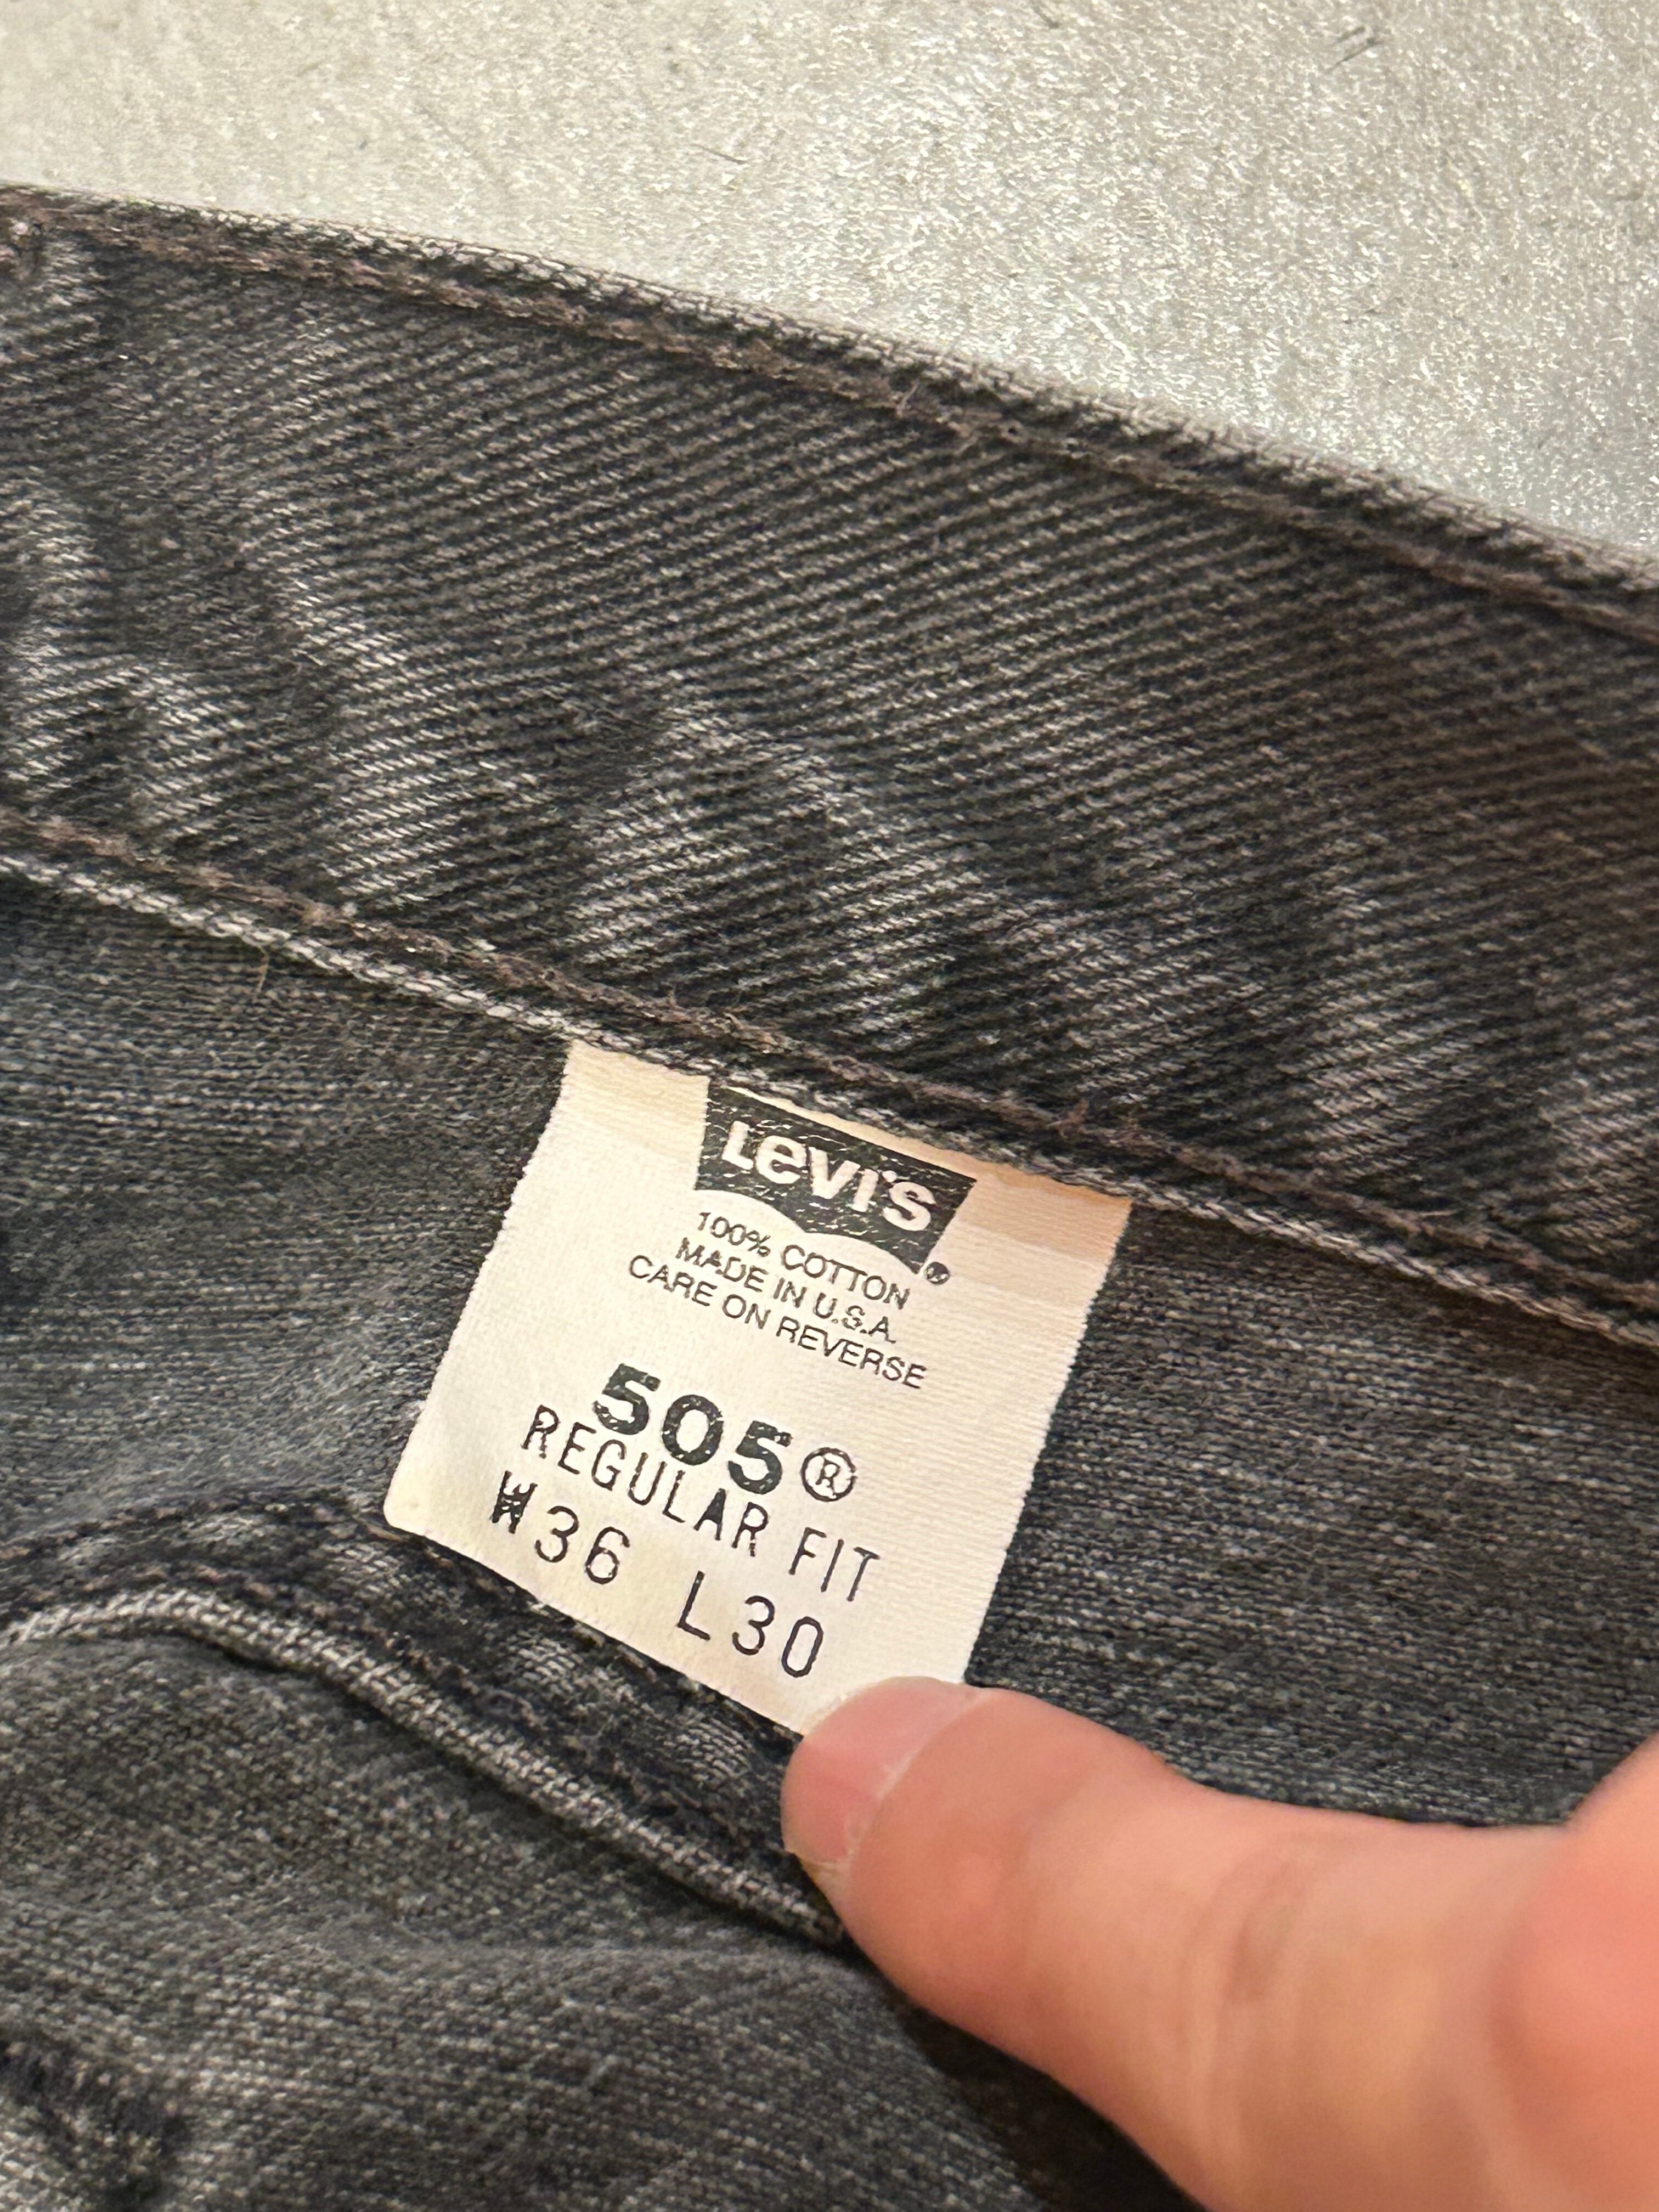 Levi's
100% COTTON
MADE IN U.S.A.
CARE ON REVERSE
505®
REGULAR FIT
W36 L30